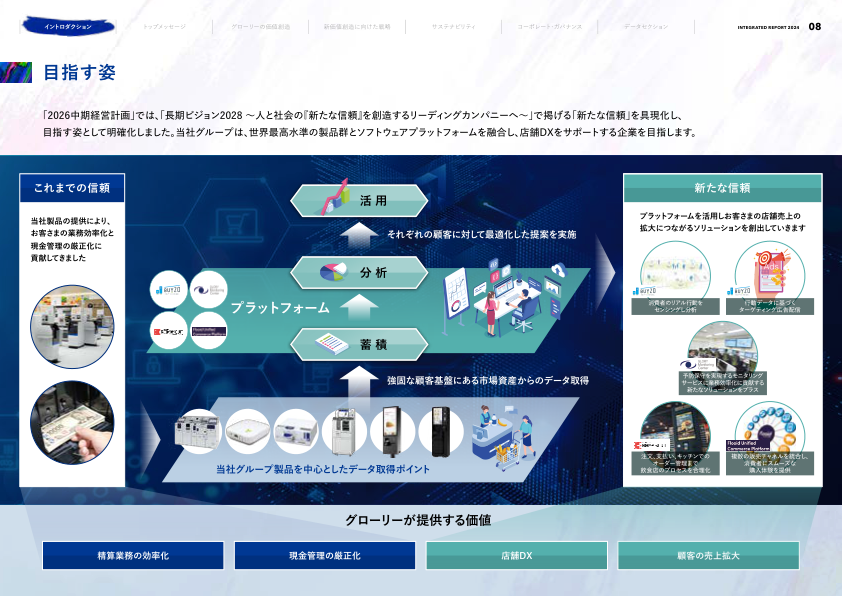 イントロダクション
トップメッセージ
グローリーの価値創造
新価値創造に向けた戦略
サステナビリティ
コーポレート・ガバナンス
データセクション
INTEGRATED REPORT 2024 08
目指す姿
「2026中期経営計画」では、「長期ビジョン2028 ～人と社会の『新たな信頼』を創造するリーディングカンパニーへ～」で掲げる「新たな信頼」を具現化し、
目指す姿として明確化しました。当社グループは、世界最高水準の製品群とソフトウェアプラットフォームを融合し、店舗DXをサポートする企業を目指します。
これまでの信頼
当社製品の提供により、
お客さまの業務効率化と
現金管理の厳正化に
貢献してきました
活用
それぞれの顧客に対して最適化した提案を実施
分析
BUYZO
プラットフォーム
Flooid Unified
Commerce Platform
蓄積
強固な顧客基盤にある市場資産からのデータ取得
当社グループ製品を中心としたデータ取得ポイント
新たな信頼
プラットフォームを活用しお客さまの店舗売上の
拡大につながるソリューションを創出していきます
BUYZO
消費者のリアル行動を
センシングし分析
BUYZO
行動データに基づく
ターゲティング広告配信
予防保守を実現するモニタリング
サービスに業務効率化に貢献する
新たなソリューションをプラス
注文、支払い、キッチンでの
オーダー管理まで
飲食店のプロセスを合理化
Flooid Unified
Commerce Platform
複数の販売チャネルを統合し、
消費者にスムーズな
購入体験を提供
グローリーが提供する価値
精算業務の効率化
現金管理の厳正化
店舗DX
顧客の売上拡大